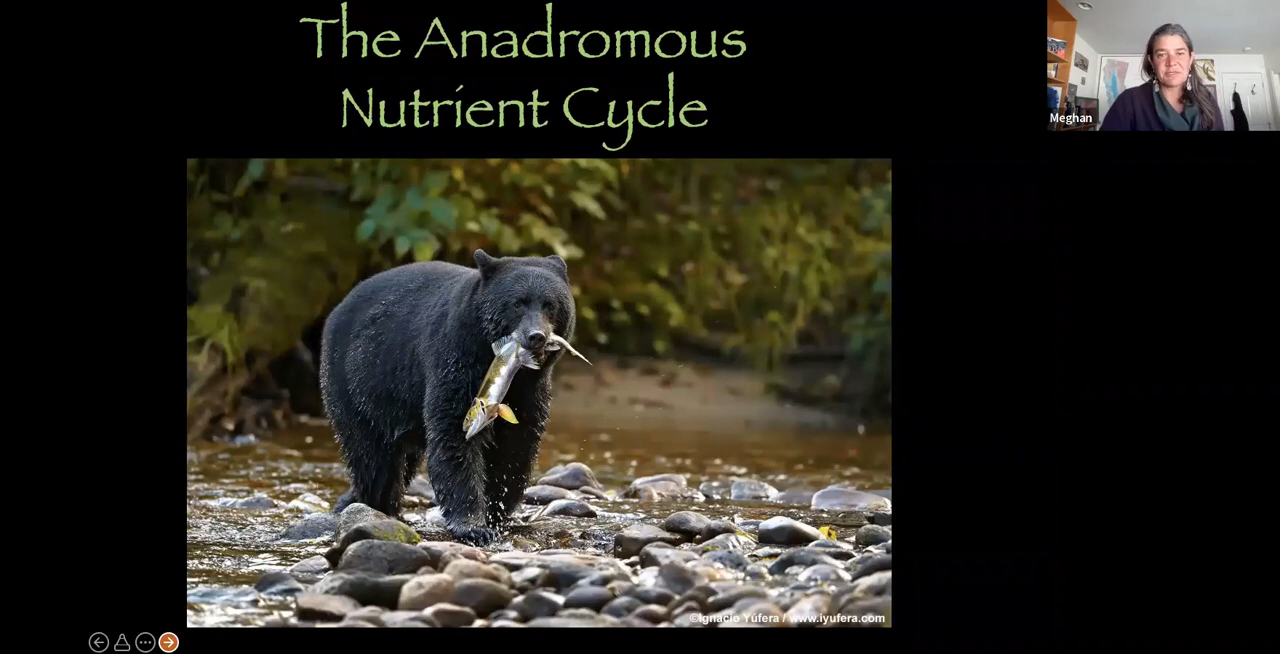 The Anadromous
Nutrient Cycle
Meghan
©Ignacio Yúfera / www.iyufera.com